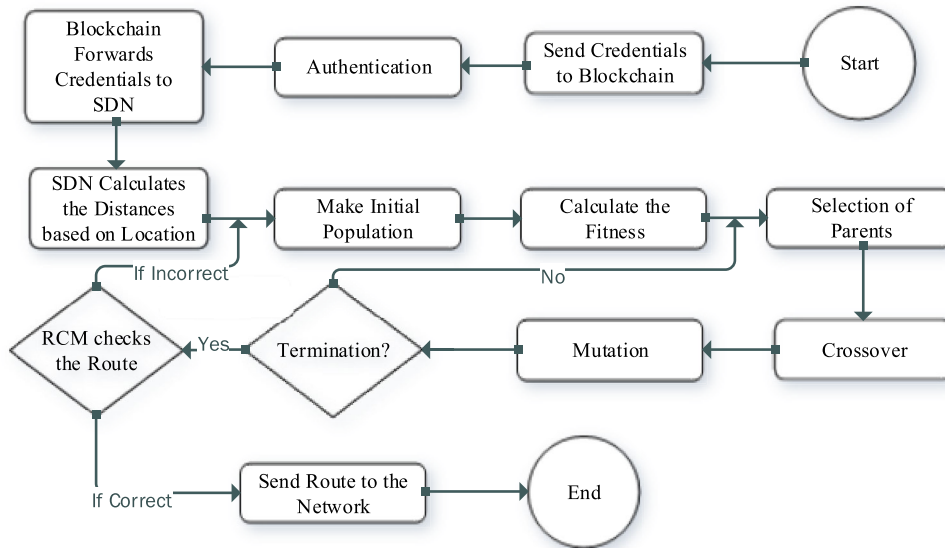 Blockchain
Forwards
Credentials to
SDN
Authentication
Send Credentials
to Blockchain
Start
SDN Calculates
the Distances
based on Location
Make Initial
Population
Calculate the
Fitness
Selection of
Parents
If Incorrect
No
RCM checks
the Route
Yes
Termination?
Mutation
Crossover
If Correct
Send Route to the
Network
End